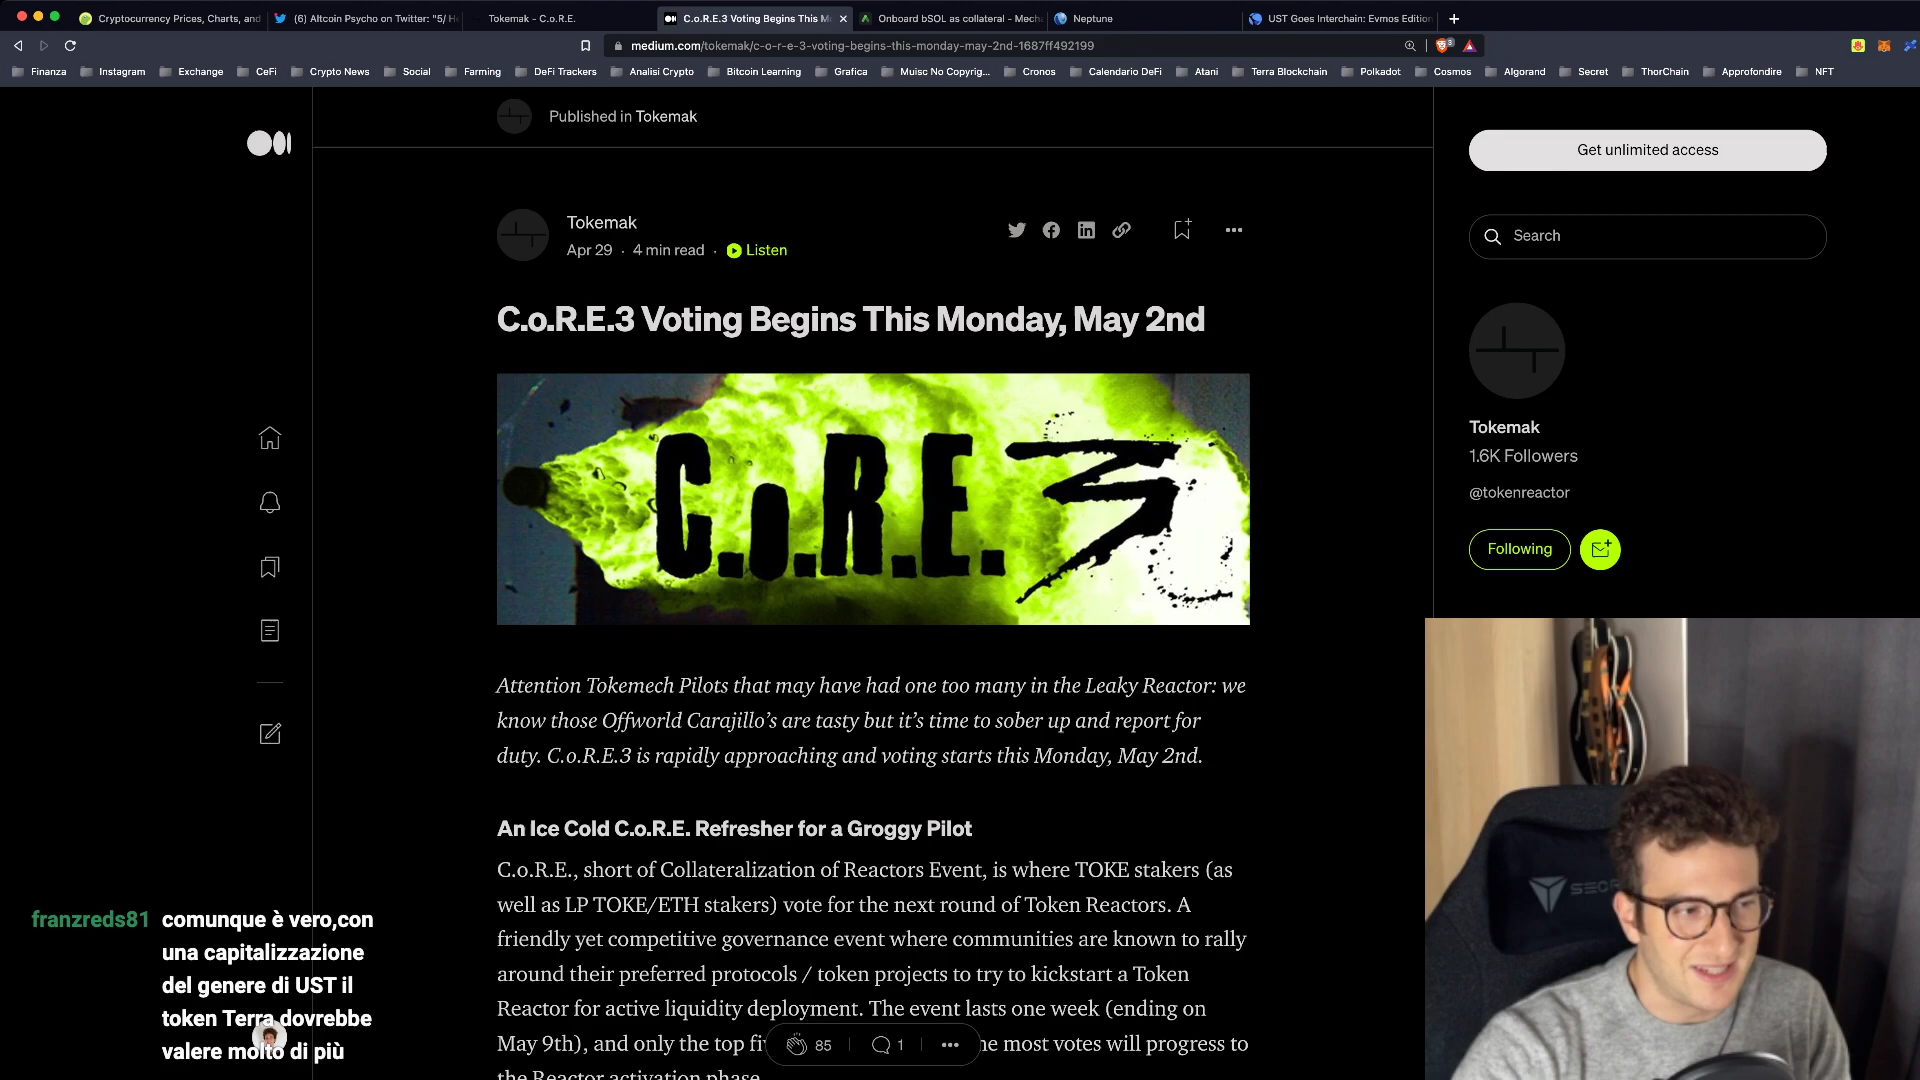 Cryptocurrency Prices, Charts, and
(6) Altcoin Psycho on Twitter: "5/ H
Tokemak - C.o.R.E.
C.o.R.E.3 Voting Begins This M
Onboard bSOL as collateral - Mech
Neptune
UST Goes Interchain: Evmos Edition
medium.com/tokemak/c-o-r-e-3-voting-begins-this-monday-may-2nd-1687ff492199
Finanza
Instagram
Exchange
CeFi
Crypto News
Social
Farming
DeFi Trackers
Analisi Crypto
Bitcoin Learning
Grafica
Muisc No Copyrig...
Cronos
Calendario DeFi
Atani
Terra Blockchain
Polkadot
Cosmos
Algorand
Secret
ThorChain
Approfondire
NFT
Published in Tokemak
Tokemak
Apr 29 · 4 min read · Listen
C.o.R.E.3 Voting Begins This Monday, May 2nd
C.o.R.E. 3
Attention Tokemech Pilots that may have had one too many in the Leaky Reactor: we
know those Offworld Carajillo’s are tasty but it’s time to sober up and report for
duty. C.o.R.E.3 is rapidly approaching and voting starts this Monday, May 2nd.
An Ice Cold C.o.R.E. Refresher for a Groggy Pilot
C.o.R.E., short of Collateralization of Reactors Event, is where TOKE stakers (as
well as LP TOKE/ETH stakers) vote for the next round of Token Reactors. A
friendly yet competitive governance event where communities are known to rally
around their preferred protocols / token projects to try to kickstart a Token
Reactor for active liquidity deployment. The event lasts one week (ending on
May 9th), and only the top fi
he most votes will progress to
the Reactor activation phase.
85
1
Get unlimited access
Search
Tokemak
1.6K Followers
@tokenreactor
Following
franzreds81 comunque è vero,con
una capitalizzazione
del genere di UST il
token Terra dovrebbe
valere molto di più